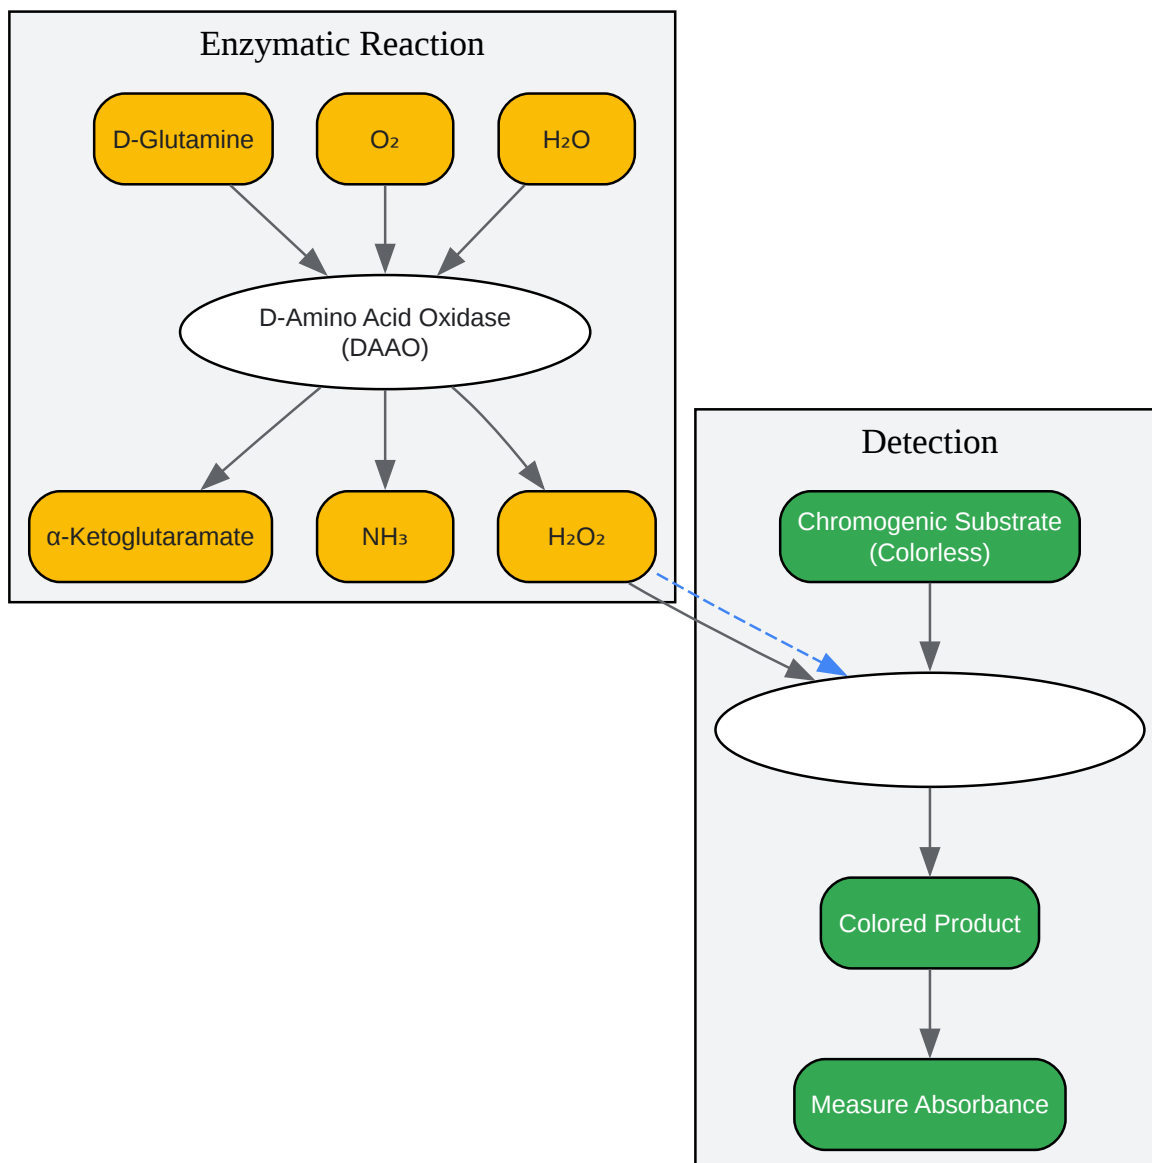 Enzymatic Reaction
D-Glutamine
O₂
H₂O
D-Amino Acid Oxidase
(DAAO)
α-Ketoglutaramate
NH₃
H₂O₂
Detection
Chromogenic Substrate
(Colorless)
Colored Product
Measure Absorbance